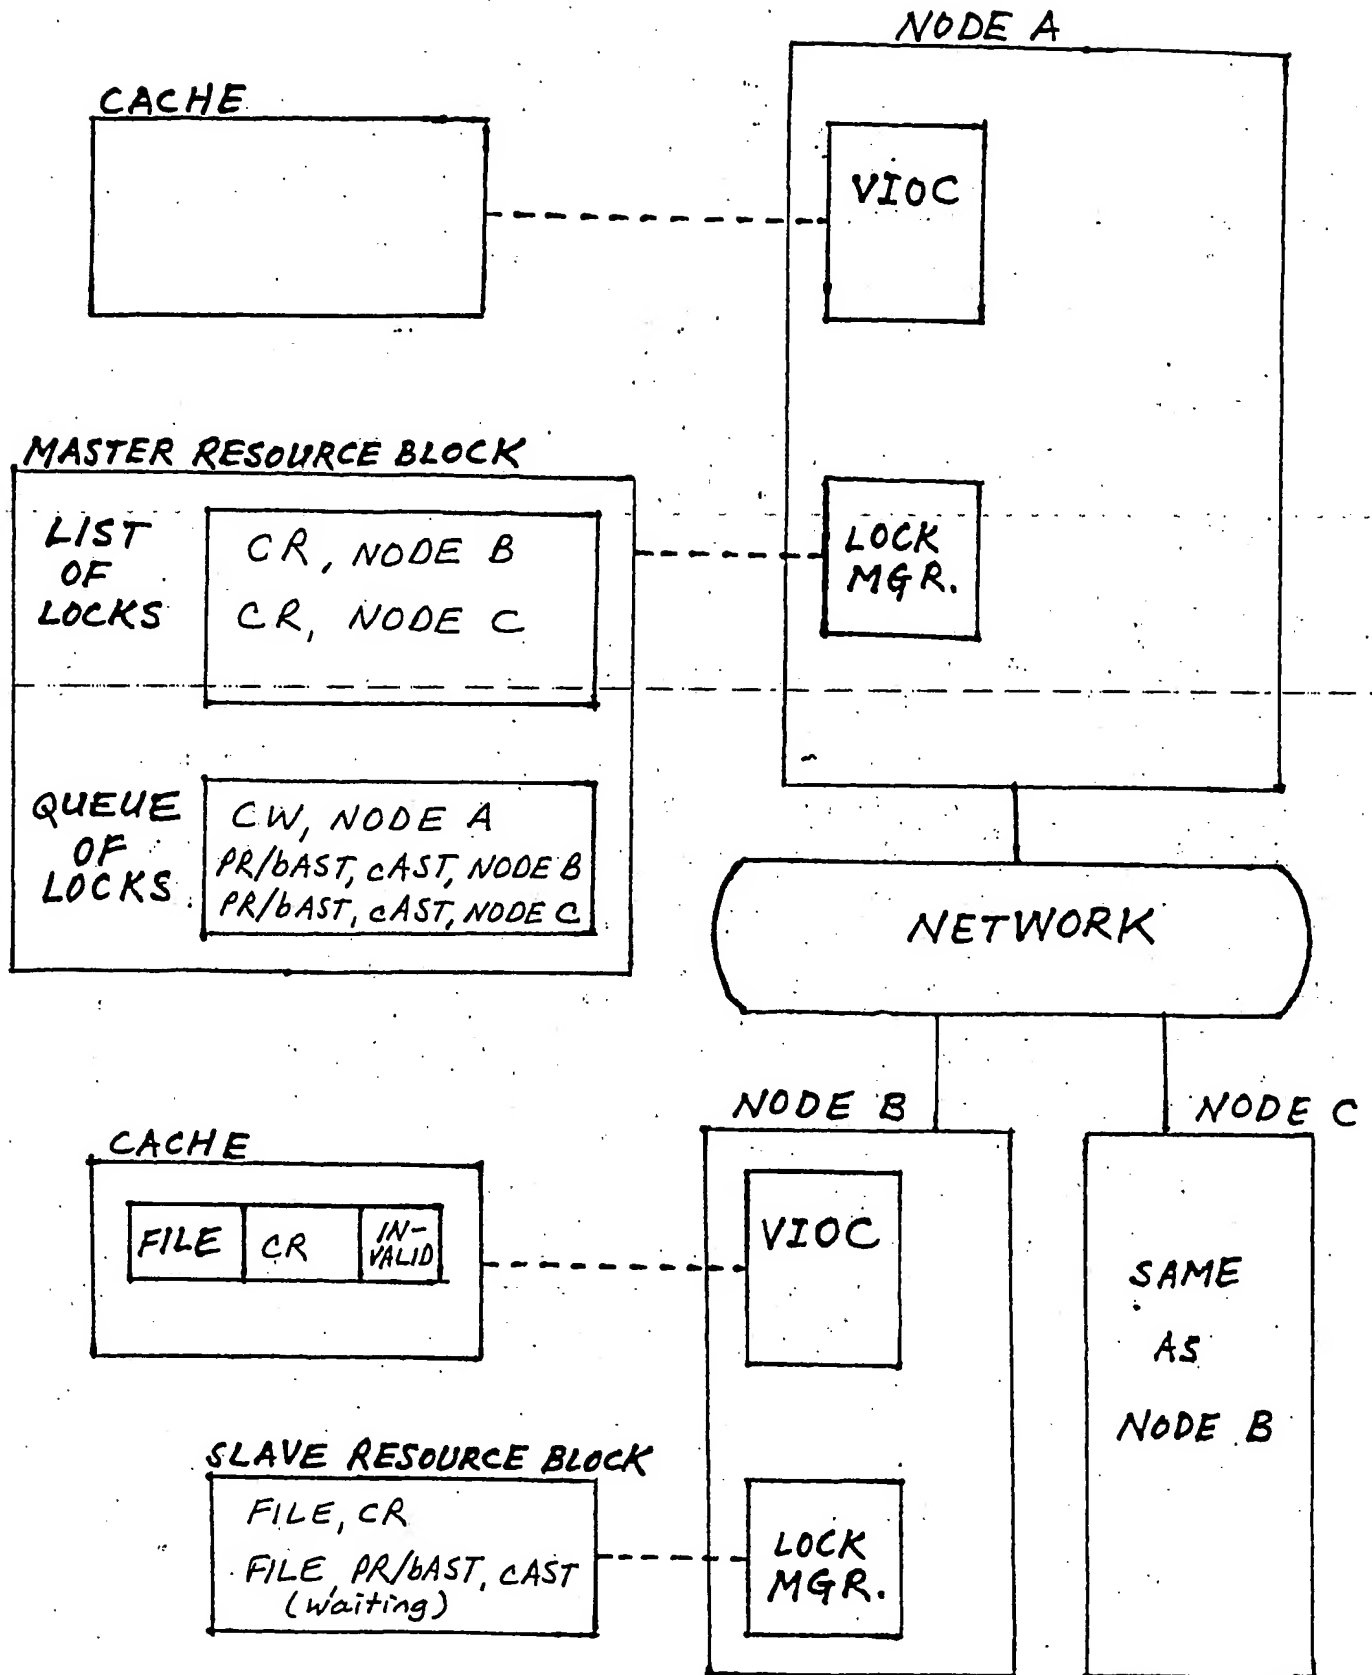 NODE A
CACHE
VIOC
MASTER RESOURCE BLOCK
LIST
OF
LOCKS
CR, NODE B
CR, NODE C
LOCK
MGR.
QUEUE
OF
LOCKS
CW, NODE A
PR/bAST, cAST, NODE B
PR/bAST, cAST, NODE C
NETWORK
NODE B
NODE C
CACHE
FILE
CR
IN-
VALID
VIOC
SAME
AS
NODE B
SLAVE RESOURCE BLOCK
FILE, CR
FILE, PR/bAST, cAST
(waiting)
LOCK
MGR.